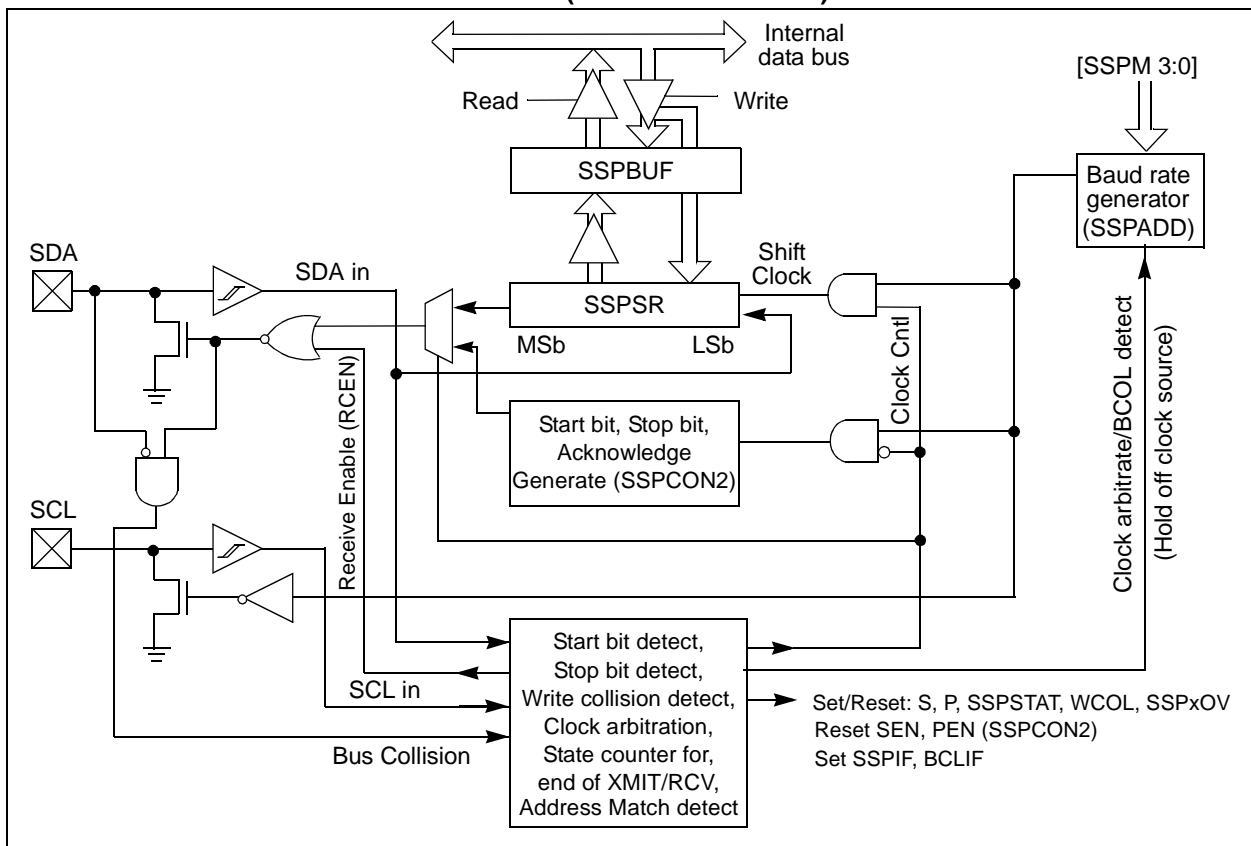 Internal
data bus
[SSPM 3:0]
Read
Write
SSPBUF
Baud rate
generator
(SSPADD)
SDA
SDA in
Shift
Clock
SSPSR
MSb
LSb
Clock Cntl
Clock arbitrate/BCOL detect
(Hold off clock source)
Receive Enable (RCEN)
Start bit, Stop bit,
Acknowledge
Generate (SSPCON2)
SCL
SCL in
Bus Collision
Start bit detect,
Stop bit detect,
Write collision detect,
Clock arbitration,
State counter for,
end of XMIT/RCV,
Address Match detect
Set/Reset: S, P, SSPSTAT, WCOL, SSPxOV
Reset SEN, PEN (SSPCON2)
Set SSPIF, BCLIF